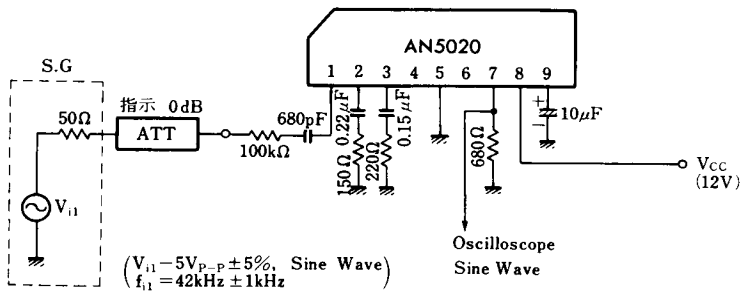 AN5020
1 2 3 4 5 6 7 8 9
S.G
50Ω
指示 0dB
ATT
100kΩ
680pF
0.22μF
150Ω
0.15μF
220Ω
680Ω
+
−
10μF
VCC
(12V)
Vi1
Oscilloscope
Sine Wave
(Vi1−5VP−P±5%, Sine Wave
fi1=42kHz±1kHz)